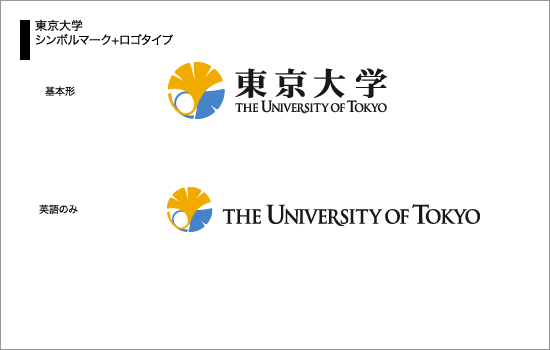 東京大学
シンボルマーク+ロゴタイプ
基本形
東京大学
THE UNIVERSITY OF TOKYO
英語のみ
THE UNIVERSITY OF TOKYO